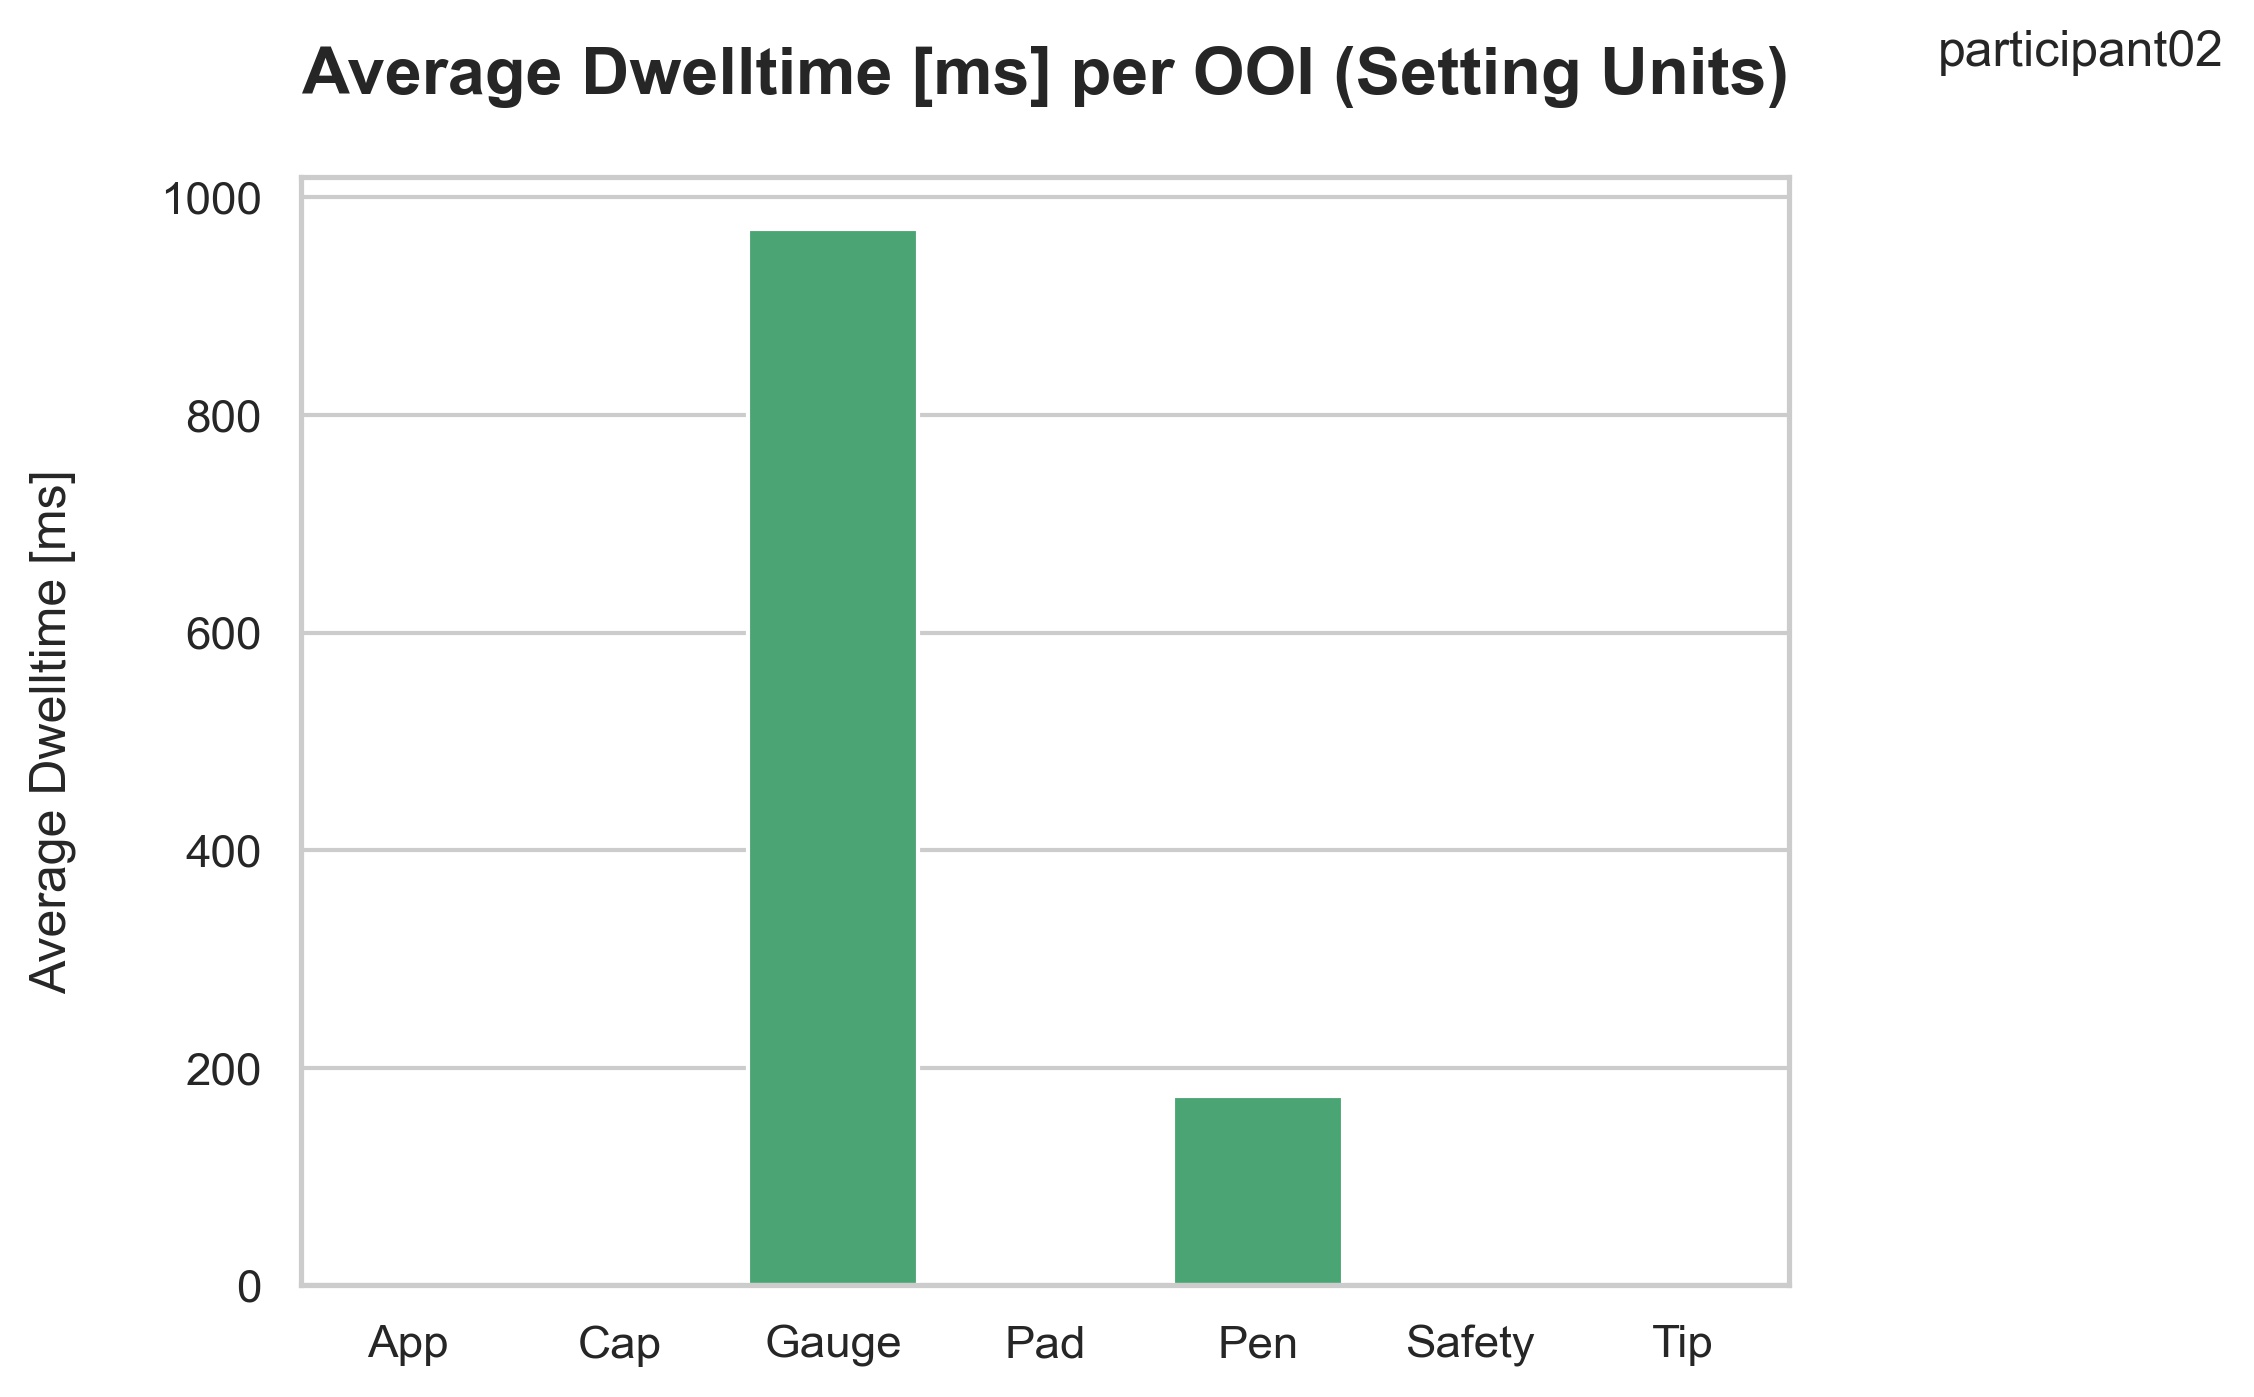 participant02
Average Dwelltime [ms] per OOI (Setting Units)
Average Dwelltime [ms]
1000
800
600
400
200
0
App Cap Gauge Pad Pen Safety Tip